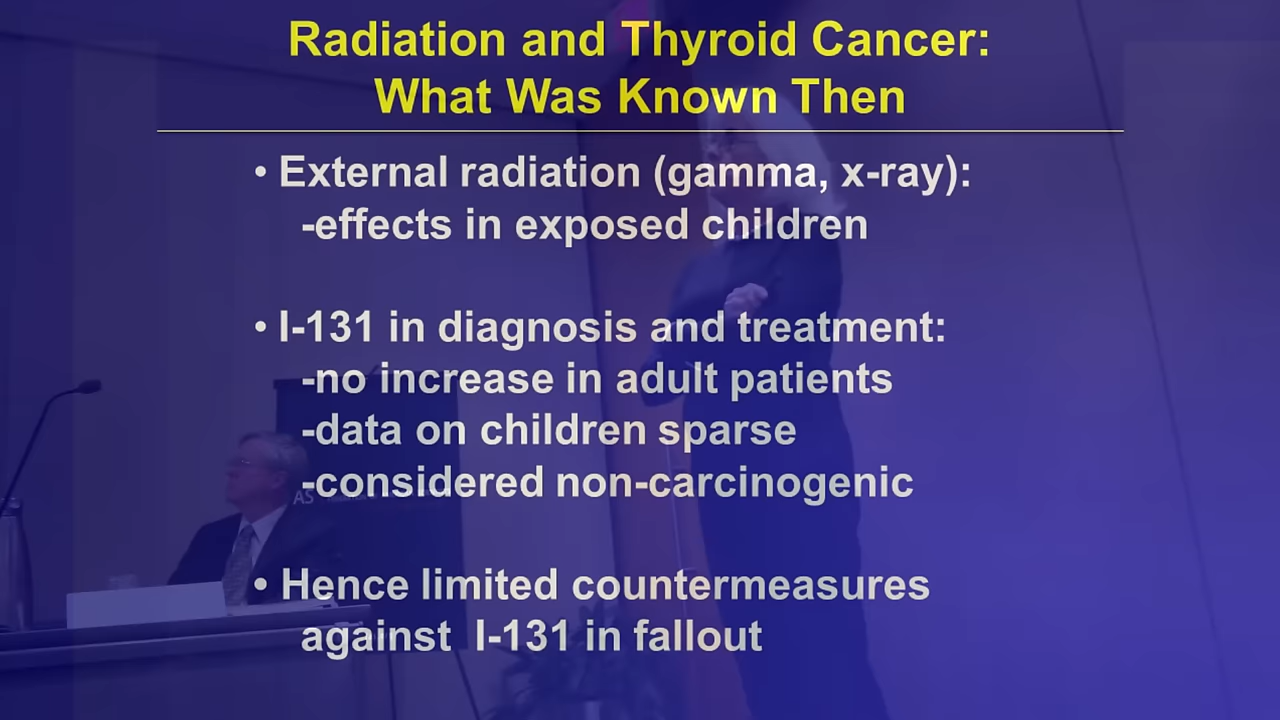 Radiation and Thyroid Cancer:
What Was Known Then
• External radiation (gamma, x-ray):
-effects in exposed children
• I-131 in diagnosis and treatment:
-no increase in adult patients
-data on children sparse
-considered non-carcinogenic
AS
• Hence limited countermeasures
against I-131 in fallout